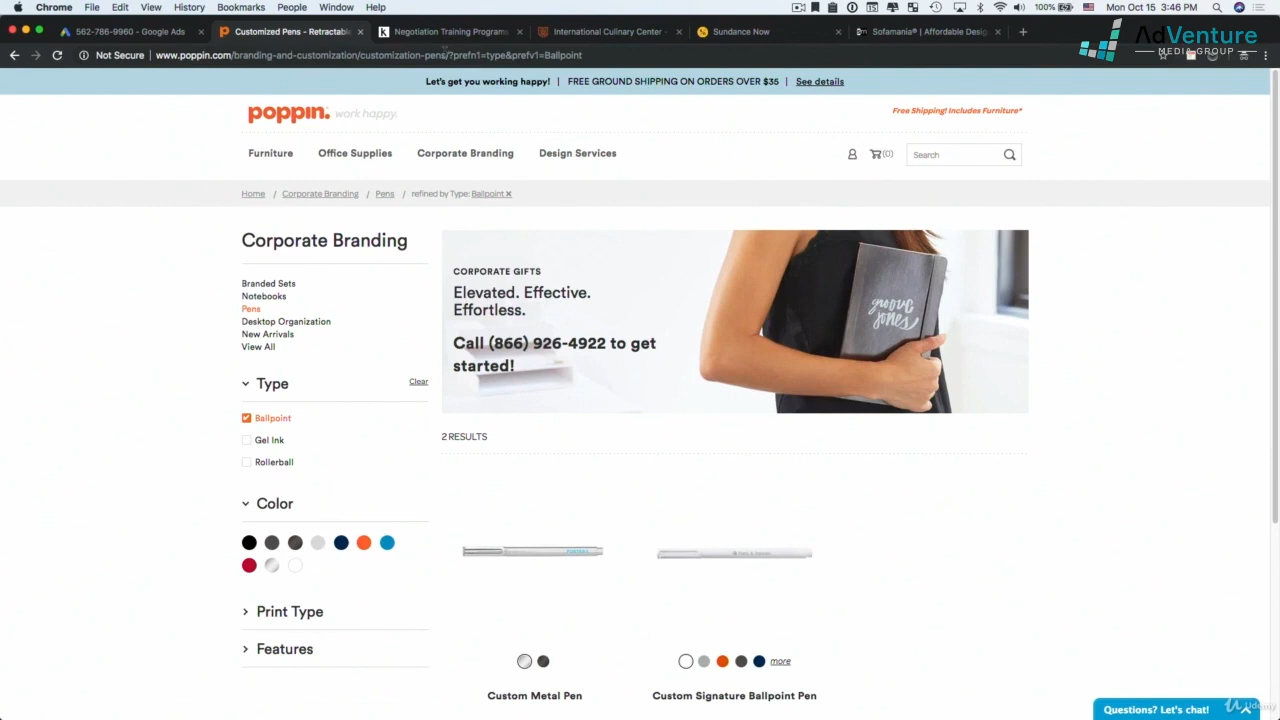 Chrome File Edit View History Bookmarks People Window Help 100% Mon Oct 15 3:46 PM
562-786-9960 - Google Ads × Customized Pens - Retractable × Negotiation Training Programs × International Culinary Center - × Sundance Now × Sofamania® | Affordable Desig × +
AdVenture
MEDIA GROUP
Not Secure | www.poppin.com/branding-and-customization/customization-pens/?prefn1=type&prefv1=Ballpoint
Let's get you working happy! | FREE GROUND SHIPPING ON ORDERS OVER $35 | See details
poppin. work happy.
Free Shipping! Includes Furniture*
Furniture Office Supplies Corporate Branding Design Services (0) Search
Home / Corporate Branding / Pens / refined by Type: Ballpoint ×
Corporate Branding
Branded Sets
Notebooks
Pens
Desktop Organization
New Arrivals
View All
Type Clear
Ballpoint
Gel Ink
Rollerball
Color
Print Type
Features
CORPORATE GIFTS
Elevated. Effective.
Effortless.
Call (866) 926-4922 to get
started!
groove
jones
2 RESULTS
more
Custom Metal Pen
Custom Signature Ballpoint Pen
Questions? Let's chat!
Udemy